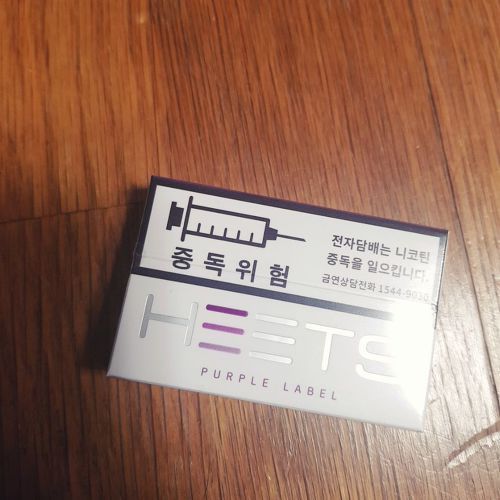 전자담배는 니코틴
중독을 일으킵니다.
중독위험
금연상담전화 1544-9030
HEETS
PURPLE LABEL